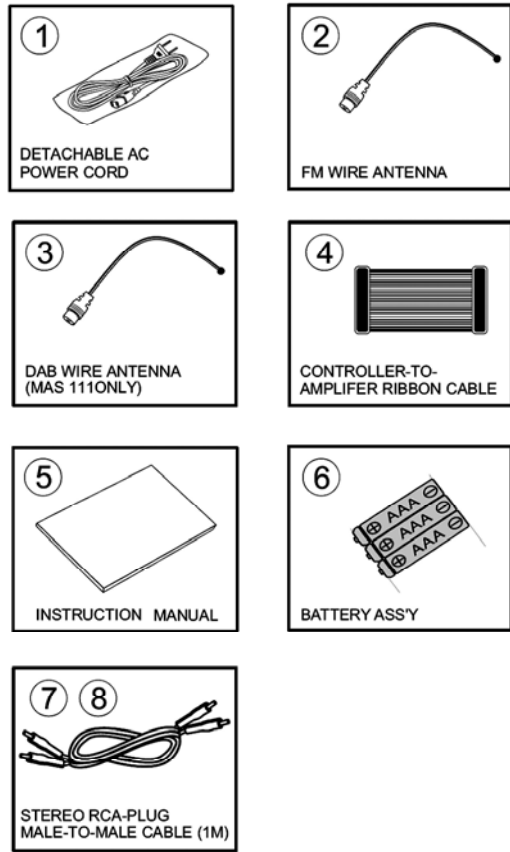 1
DETACHABLE AC
POWER CORD
2
FM WIRE ANTENNA
3
DAB WIRE ANTENNA
(MAS 111ONLY)
4
CONTROLLER-TO-
AMPLIFER RIBBON CABLE
5
INSTRUCTION MANUAL
6
AAA
AAA
AAA
BATTERY ASS'Y
7 8
STEREO RCA-PLUG
MALE-TO-MALE CABLE (1M)